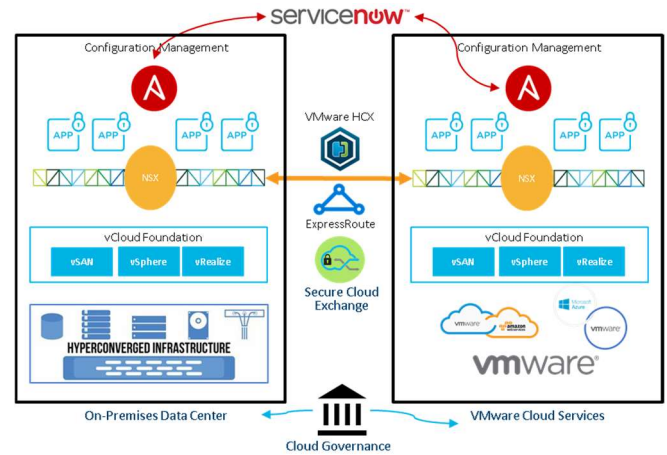 servicenow™
Configuration Management
Configuration Management
APP
APP
APP
APP
VMware HCX
APP
APP
APP
APP
NSX
NSX
ExpressRoute
vCloud Foundation
vSAN
vSphere
vRealize
vCloud Foundation
vSAN
vSphere
vRealize
Secure Cloud
Exchange
HYPERCONVERGED INFRASTRUCTURE
vmware
amazon
Microsoft
Azure
vmware
vmware®
On-Premises Data Center
VMware Cloud Services
Cloud Governance